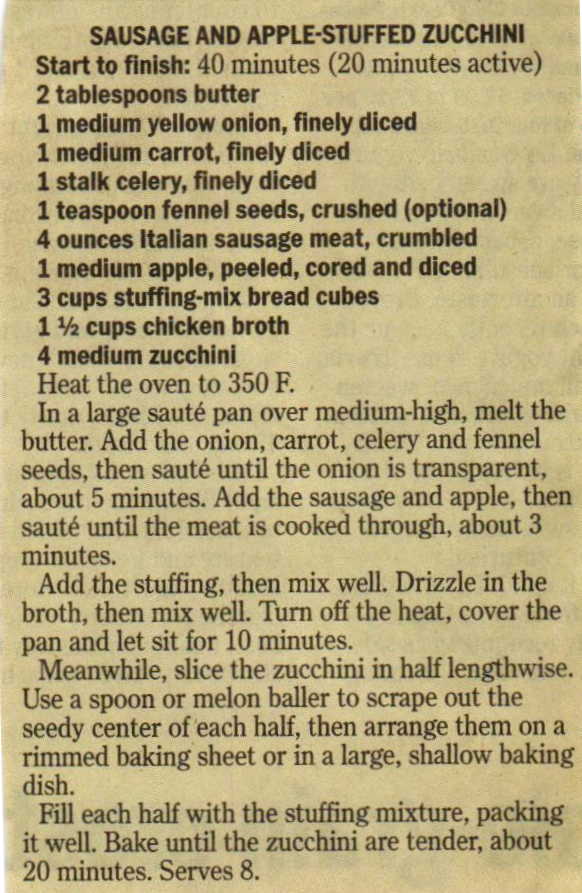 SAUSAGE AND APPLE-STUFFED ZUCCHINI
Start to finish: 40 minutes (20 minutes active)
2 tablespoons butter
1 medium yellow onion, finely diced
1 medium carrot, finely diced
1 stalk celery, finely diced
1 teaspoon fennel seeds, crushed (optional)
4 ounces Italian sausage meat, crumbled
1 medium apple, peeled, cored and diced
3 cups stuffing-mix bread cubes
1 ½ cups chicken broth
4 medium zucchini
Heat the oven to 350 F.
In a large sauté pan over medium-high, melt the
butter. Add the onion, carrot, celery and fennel
seeds, then sauté until the onion is transparent,
about 5 minutes. Add the sausage and apple, then
sauté until the meat is cooked through, about 3
minutes.
Add the stuffing, then mix well. Drizzle in the
broth, then mix well. Turn off the heat, cover the
pan and let sit for 10 minutes.
Meanwhile, slice the zucchini in half lengthwise.
Use a spoon or melon baller to scrape out the
seedy center of each half, then arrange them on a
rimmed baking sheet or in a large, shallow baking
dish.
Fill each half with the stuffing mixture, packing
it well. Bake until the zucchini are tender, about
20 minutes. Serves 8.